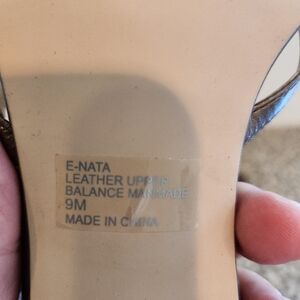 E-NATA
LEATHER UPPER
BALANCE MANMADE
9M
MADE IN CHINA